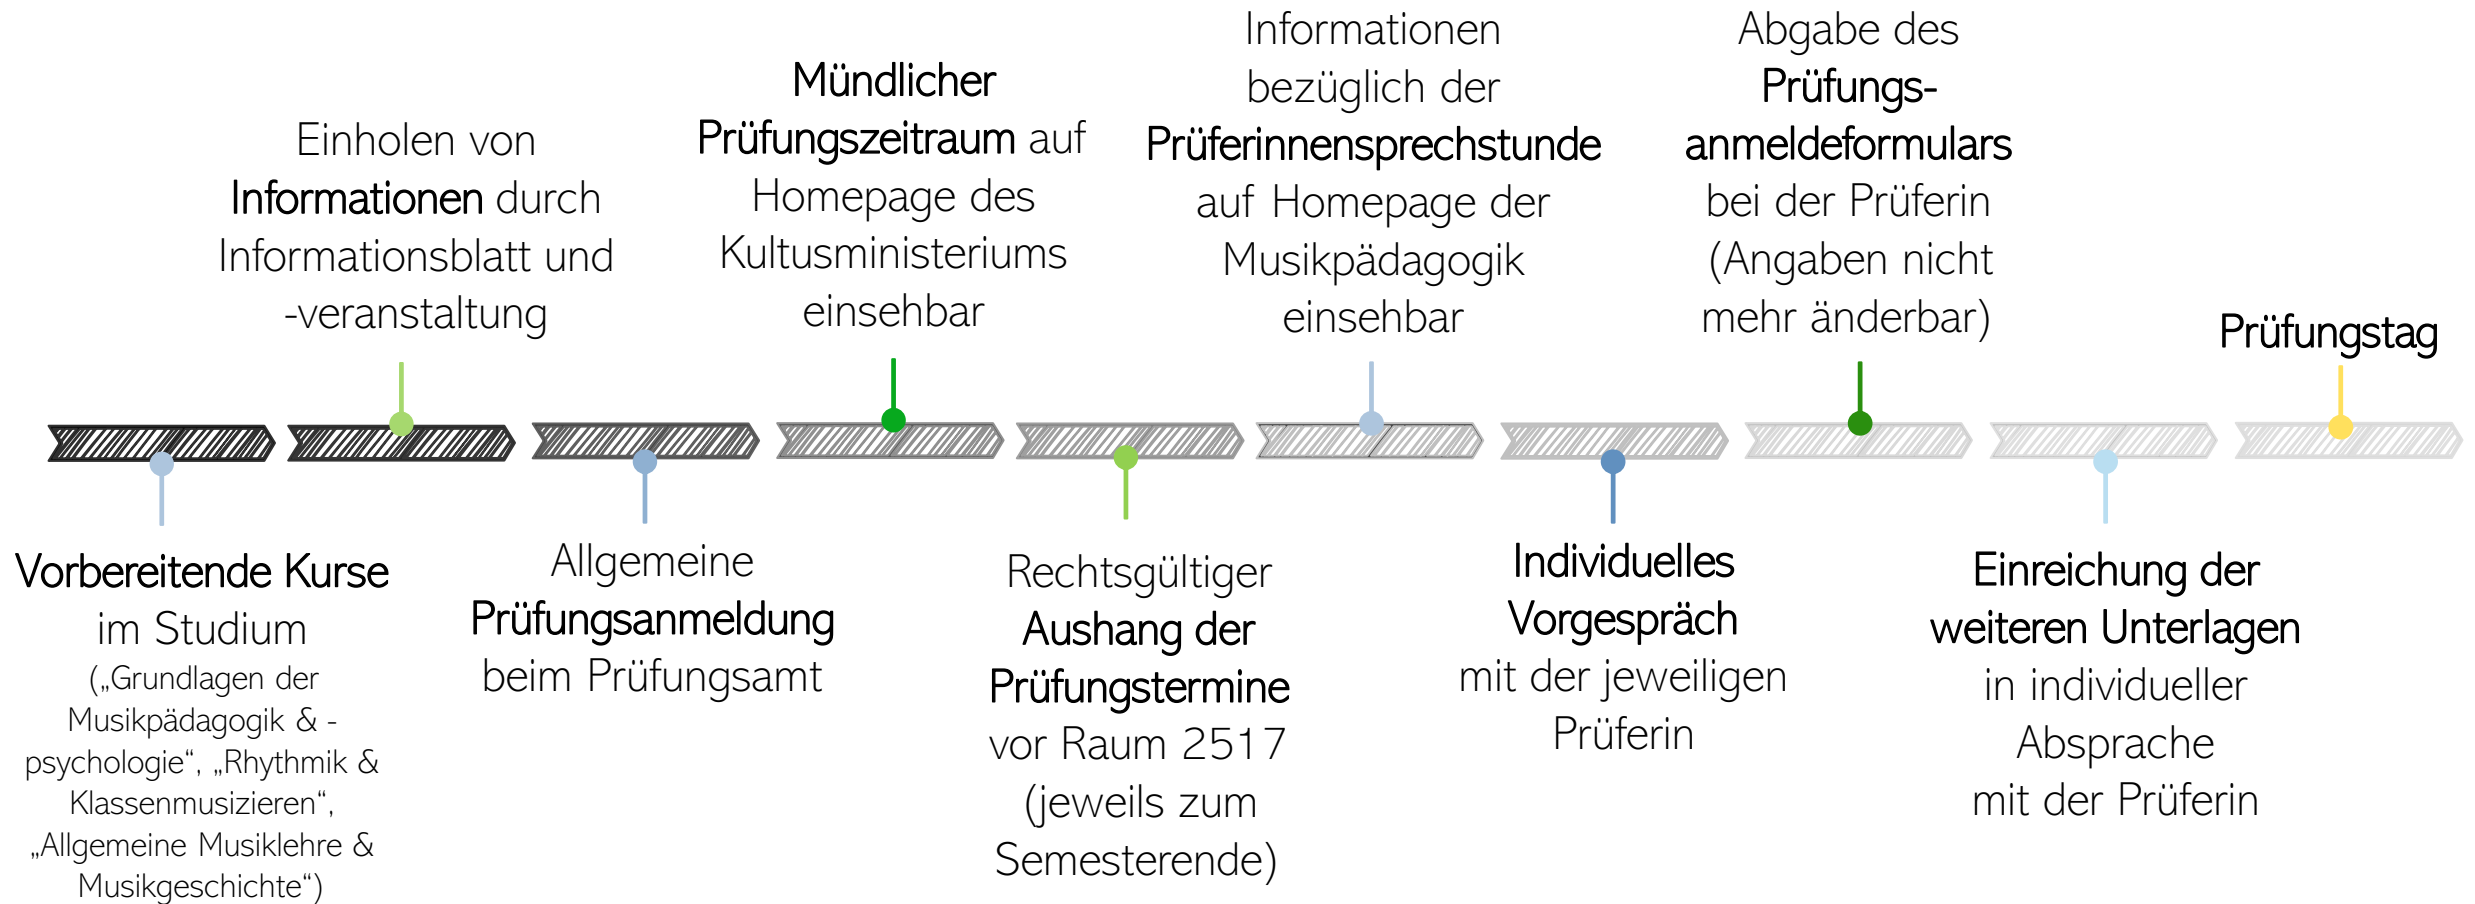 Vorbereitende Kurse
im Studium
(„Grundlagen der
Musikpädagogik & -
psychologie“, „Rhythmik &
Klassenmusizieren“,
„Allgemeine Musiklehre &
Musikgeschichte“)
Einholen von
Informationen durch
Informationsblatt und
-veranstaltung
Allgemeine
Prüfungsanmeldung
beim Prüfungsamt
Mündlicher
Prüfungszeitraum auf
Homepage des
Kultusministeriums
einsehbar
Rechtsgültiger
Aushang der
Prüfungstermine
vor Raum 2517
(jeweils zum
Semesterende)
Informationen
bezüglich der
Prüferinnensprechstunde
auf Homepage der
Musikpädagogik
einsehbar
Individuelles
Vorgespräch
mit der jeweiligen
Prüferin
Abgabe des
Prüfungs-
anmeldeformulars
bei der Prüferin
(Angaben nicht
mehr änderbar)
Einreichung der
weiteren Unterlagen
in individueller
Absprache
mit der Prüferin
Prüfungstag